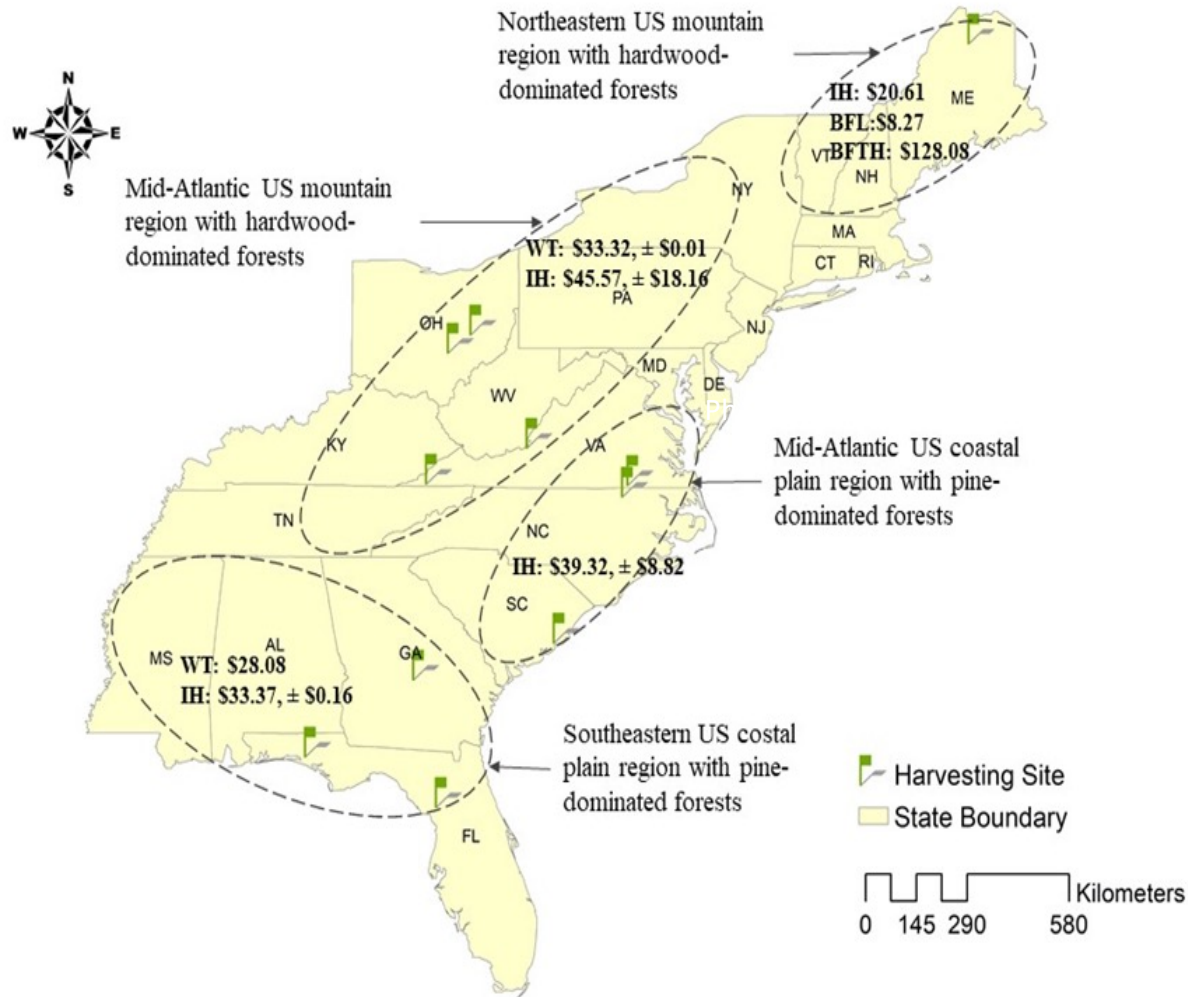 Northeastern US mountain
region with hardwood-
dominated forests
N
W
E
S
IH: $20.61
BFL:$8.27
BFTH: $128.08
ME
VT
NH
MA
CT
RI
NY
Mid-Atlantic US mountain
region with hardwood-
dominated forests
WT: $33.32, ± $0.01
IH: $45.57, ± $18.16
PA
NJ
OH
MD
DE
WV
KY
VA
Mid-Atlantic US coastal
plain region with pine-
dominated forests
TN
NC
IH: $39.32, ± $8.82
SC
MS
AL
GA
WT: $28.08
IH: $33.37, ± $0.16
Southeastern US costal
plain region with pine-
dominated forests
FL
Harvesting Site
State Boundary
Kilometers
0 145 290 580